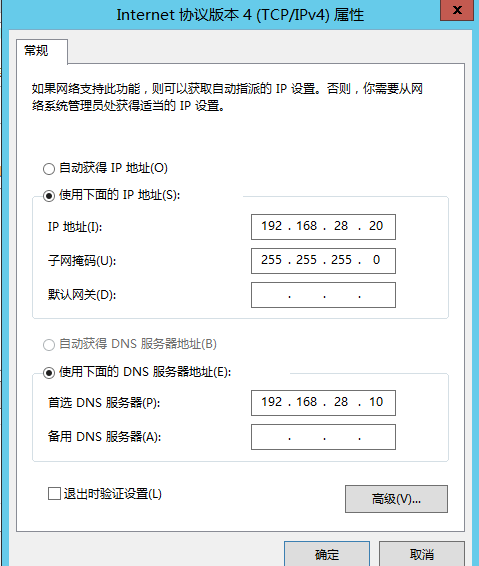 Internet 协议版本 4 (TCP/IPv4) 属性
x
常规
如果网络支持此功能，则可以获取自动指派的 IP 设置。否则，你需要从网
络系统管理员处获得适当的 IP 设置。
自动获得 IP 地址(O)
使用下面的 IP 地址(S):
IP 地址(I): 192 . 168 . 28 . 20
子网掩码(U): 255 . 255 . 255 . 0
默认网关(D): . . .
自动获得 DNS 服务器地址(B)
使用下面的 DNS 服务器地址(E):
首选 DNS 服务器(P): 192 . 168 . 28 . 10
备用 DNS 服务器(A): . . .
退出时验证设置(L)
高级(V)...
确定 取消